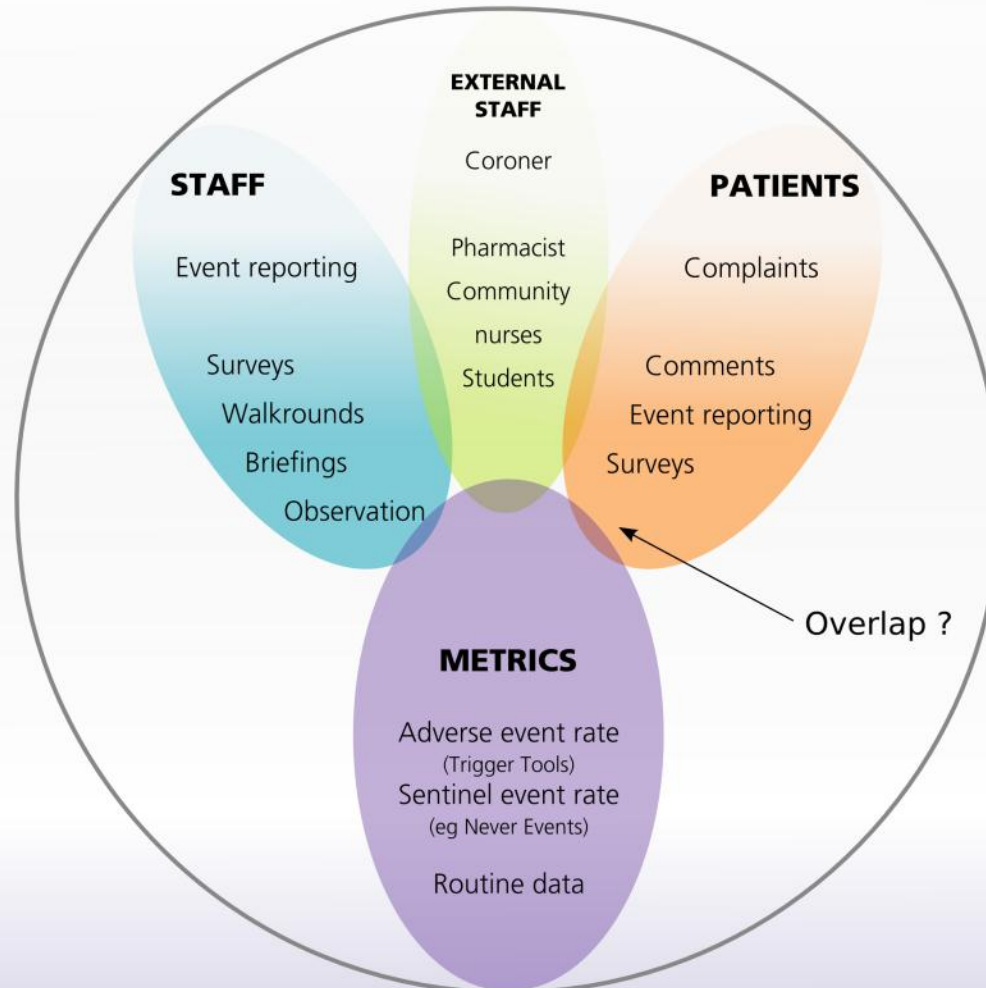 EXTERNAL
STAFF
Coroner
Pharmacist
Community
nurses
Students
STAFF
Event reporting
Surveys
Walkrounds
Briefings
Observation
PATIENTS
Complaints
Comments
Event reporting
Surveys
Overlap ?
METRICS
Adverse event rate
(Trigger Tools)
Sentinel event rate
(eg Never Events)
Routine data